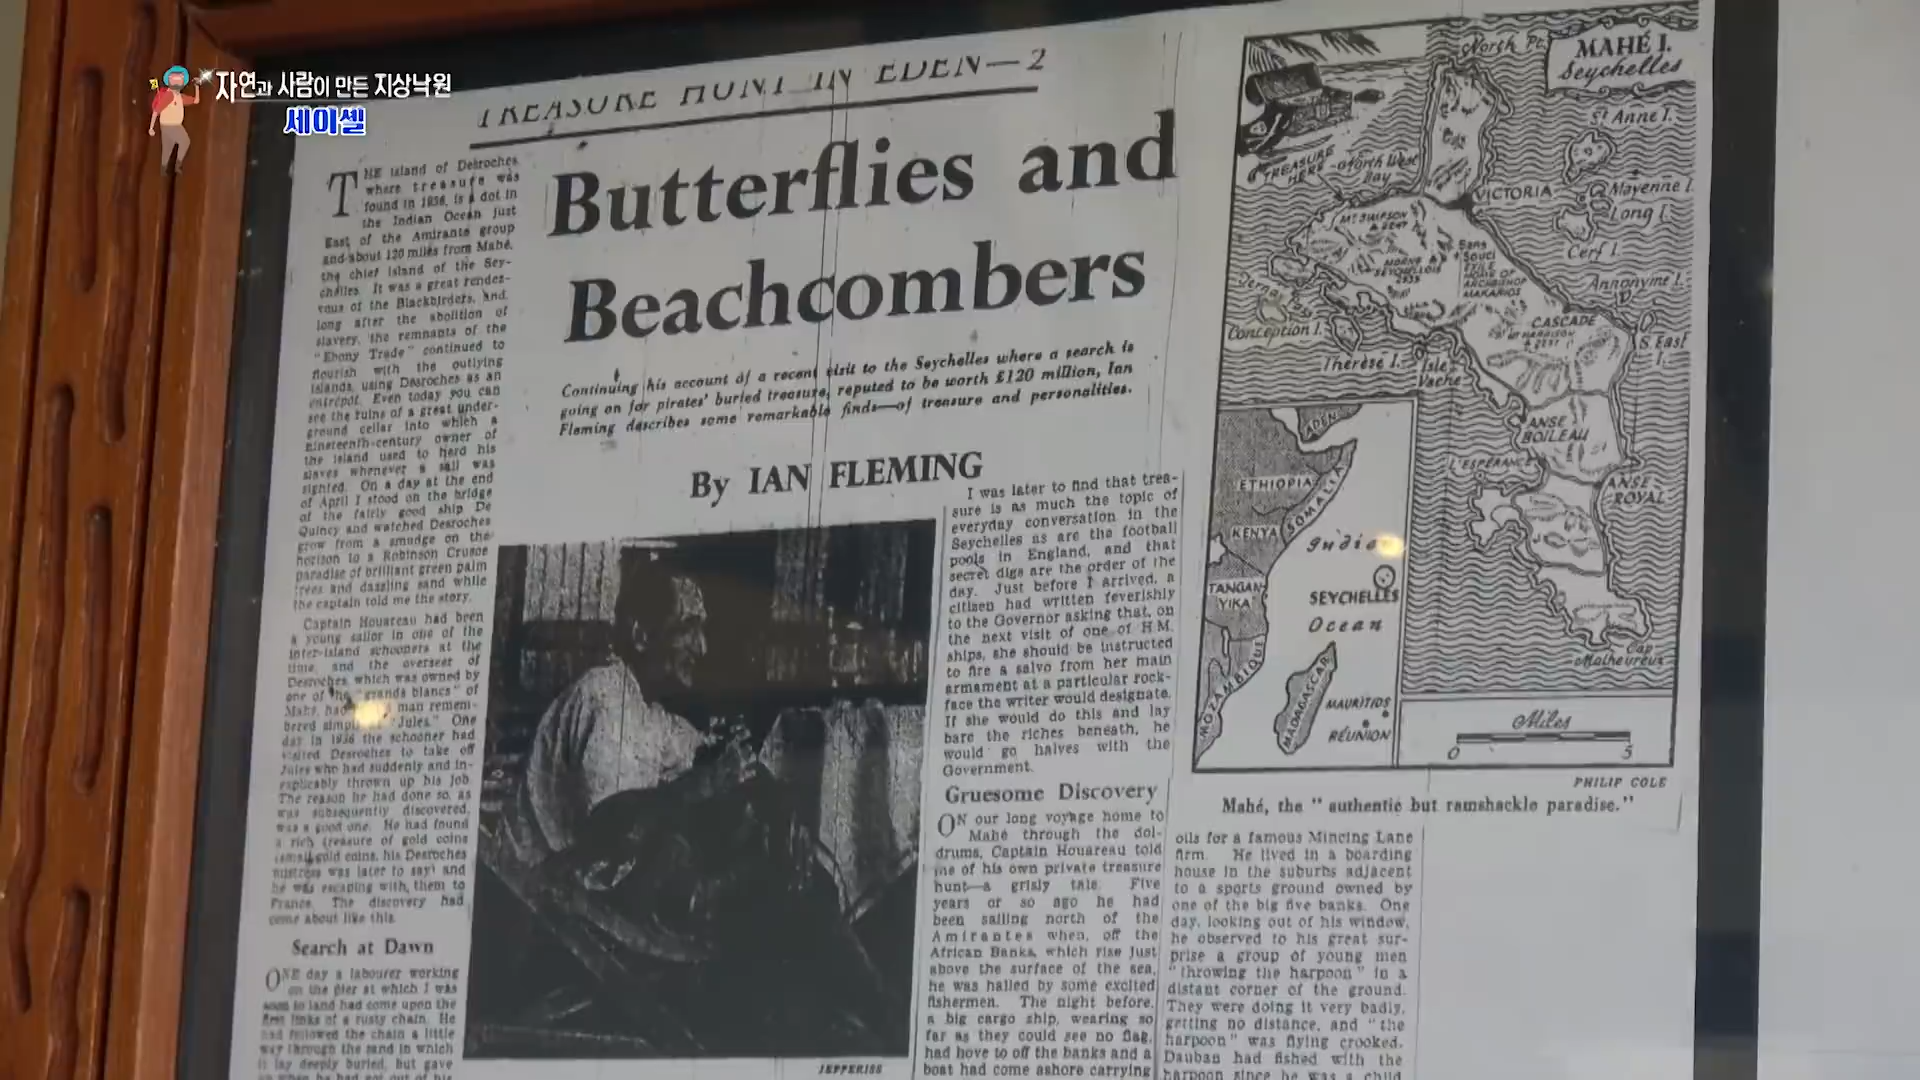 자연과 사람이 만든 지상낙원
세이셸
TREASURE HUNT IN EDEN—2
Butterflies and
Beachcombers
Continuing his account of a recent visit to the Seychelles where a search is
going on for pirates' buried treasure, reputed to be worth £120 million, Ian
Fleming describes some remarkable finds—of treasure and personalities.
By IAN FLEMING
THE island of Desroches
where treasure was
found in 1936, is a dot in
the Indian Ocean just
East of the Amirante group
and about 120 miles from Mahé,
the chief island of the Sey-
chelles. It was a great rendez-
vous of the Blackbirders, and,
long after the abolition of
slavery, the remnants of the
"Ebony Trade" continued to
flourish with the outlying
islands, using Desroches as an
entrepôt. Even today you can
see the ruins of a great under-
ground cellar into which a
nineteenth-century owner of
the island used to herd his
slaves whenever a sail was
sighted. On a day at the end
of April I stood on the bridge
of the fairly good ship De
Quincy and watched Desroches
grow from a smudge on the
horizon to a Robinson Crusoe
paradise of brilliant green palm
trees and dazzling sand while
the captain told me the story.
Captain Houareau had been
a young sailor in one of the
inter-island schooners at the
time, and the overseer of
Desroches which was owned by
one of the "grands blancs" of
Mahé, had man remem-
bered "Jules." One
day in 1936 the schooner had
visited Desroches to take off
Jules who had suddenly and in-
explicably thrown up his job.
The reason he had done so, as
was subsequently discovered,
was a good one. He had found
a rich treasure of gold coins
(small gold coins, his Desroches
mistress was later to say) and
he was escaping with them to
France. The discovery had
come about like this.
Search at Dawn
ONE day a labourer working
on the pier at which I was
soon to land had come upon the
first links of a rusty chain. He
had followed the chain a little
way through the sand in which
it lay deeply buried, but gave
JEFFERISS
I was later to find that trea-
sure is as much the topic of
everyday conversation in the
Seychelles as are the football
pools in England, and that
secret digs are the order of the
day. Just before I arrived, a
citizen had written feverishly
to the Governor asking that, on
the next visit of one of H.M.
ships, she should be instructed
to fire a salvo from her main
armament at a particular rock-
face the writer would designate.
If she would do this and lay
bare the riches beneath, he
would go halves with the
Government.
Gruesome Discovery
ON our long voyage home to
Mahé through the dol-
drums, Captain Houareau told
me of his own private treasure
hunt—a grisly tale. Five
years or so ago he had
been sailing north of the
Amirantes when, off the
African Banks, which rise just
above the surface of the sea,
he was hailed by some excited
fishermen. The night before,
a big cargo ship, wearing so
far as they could see no flag,
had hove to off the banks and a
boat had come ashore carrying
MAHÉ I.
Seychelles
North Pt.
St Anne I.
TREASURE
HERE
North West
Bay
VICTORIA
Mayenne I.
Long I.
Cerf I.
Mt SIMPSON
MORNE
SEYCHELLOIS
Sans
Souci
EXILE
HOME OF
ARCHBISHOP
MAKARIOS
Annonyme I.
Conception I.
CASCADE
S. East
I.
Therèse I.
Isle
Vache
ANSE
BOILEAU
L'ESPERANCE
ANSE
ROYAL
Cap
Malheureux
ADEN
ETHIOPIA
SOMALIA
KENYA
Indian
SEYCHELLES
TANGAN-
YIKA
Ocean
MOZAMBIQUE
MADAGASCAR
MAURITIUS
RÉUNION
Miles
0 5
PHILIP COLE
Mahé, the "authentic but ramshackle paradise."
oils for a famous Mincing Lane
firm. He lived in a boarding
house in the suburbs adjacent
to a sports ground owned by
one of the big five banks. One
day, looking out of his window,
he observed to his great sur-
prise a group of young men
"throwing the harpoon" in a
distant corner of the ground.
They were doing it very badly,
getting no distance, and "the
harpoon" was flying crooked.
Dauban had fished with the
harpoon since he was a child